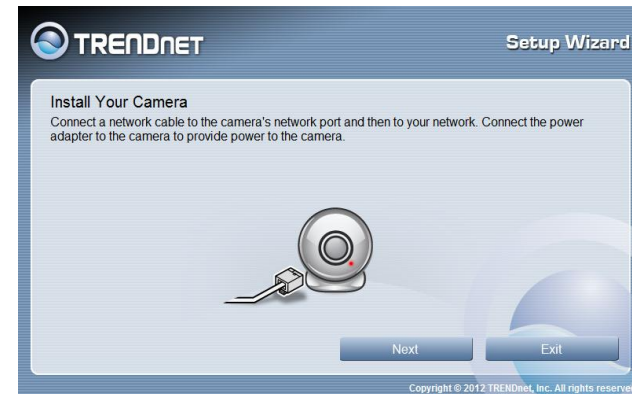 TRENDNET
Setup Wizard
Install Your Camera
Connect a network cable to the camera's network port and then to your network. Connect the power
adapter to the camera to provide power to the camera.
Next
Exit
Copyright © 2012 TRENDnet, Inc. All rights reserve